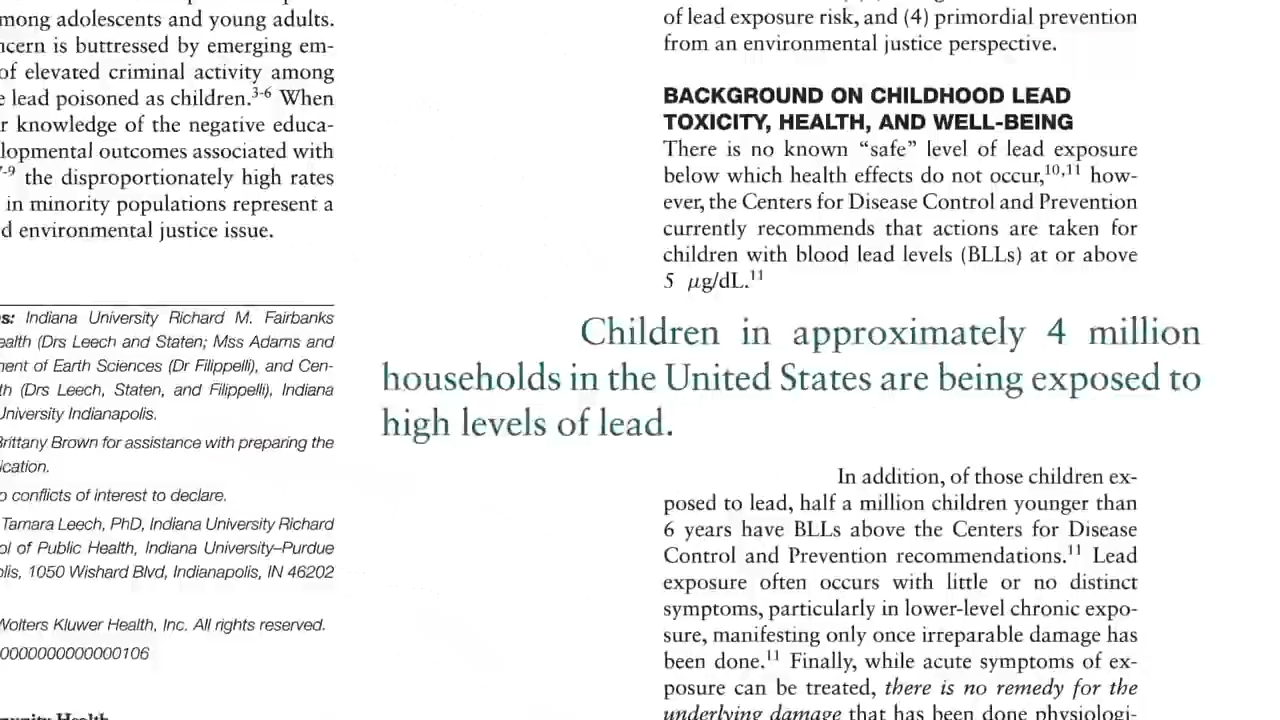 mong adolescents and young adults.
ncern is buttressed by emerging em-
of elevated criminal activity among
e lead poisoned as children.3-6 When
r knowledge of the negative educa-
lopmental outcomes associated with
7-9 the disproportionately high rates
in minority populations represent a
d environmental justice issue.
ns: Indiana University Richard M. Fairbanks
ealth (Drs Leech and Staten; Mss Adams and
ment of Earth Sciences (Dr Filippelli), and Cen-
th (Drs Leech, Staten, and Filippelli), Indiana
University Indianapolis.
Brittany Brown for assistance with preparing the
ication.
o conflicts of interest to declare.
Tamara Leech, PhD, Indiana University Richard
ol of Public Health, Indiana University–Purdue
olis, 1050 Wishard Blvd, Indianapolis, IN 46202
Wolters Kluwer Health, Inc. All rights reserved.
0000000000000106
munity Health
of lead exposure risk, and (4) primordial prevention
from an environmental justice perspective.
BACKGROUND ON CHILDHOOD LEAD
TOXICITY, HEALTH, AND WELL-BEING
There is no known “safe” level of lead exposure
below which health effects do not occur,10,11 how-
ever, the Centers for Disease Control and Prevention
currently recommends that actions are taken for
children with blood lead levels (BLLs) at or above
5 μg/dL.11
Children in approximately 4 million
households in the United States are being exposed to
high levels of lead.
In addition, of those children ex-
posed to lead, half a million children younger than
6 years have BLLs above the Centers for Disease
Control and Prevention recommendations.11 Lead
exposure often occurs with little or no distinct
symptoms, particularly in lower-level chronic expo-
sure, manifesting only once irreparable damage has
been done.11 Finally, while acute symptoms of ex-
posure can be treated, there is no remedy for the
underlying damage that has been done physiologi-